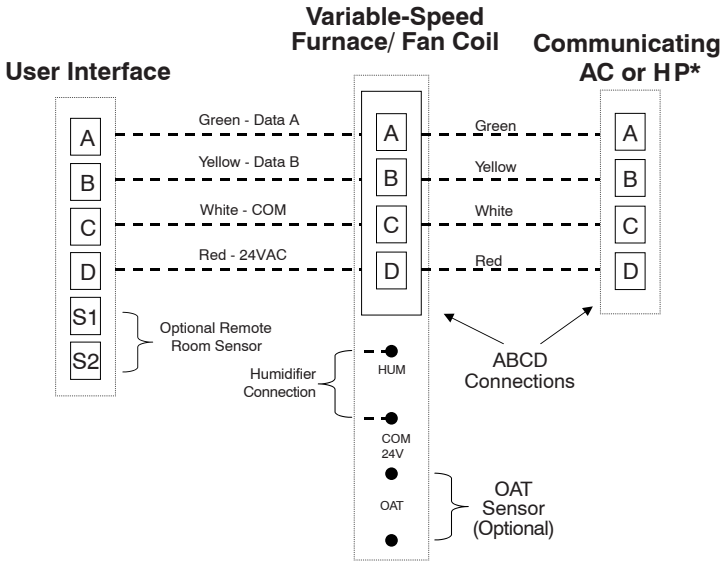 Variable-Speed
Furnace/ Fan Coil
Communicating
AC or HP*
User Interface
A
Green - Data A
A
Green
A
B
Yellow - Data B
B
Yellow
B
C
White - COM
C
White
C
D
Red - 24VAC
D
Red
D
S1
S2
Optional Remote
Room Sensor
Humidifier
Connection
HUM
COM
24V
OAT
ABCD
Connections
OAT
Sensor
(Optional)